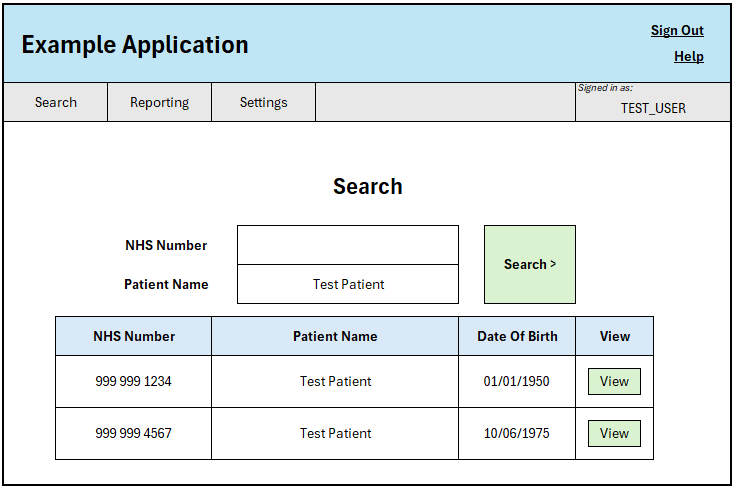 Example Application
Sign Out
Help
Search Reporting Settings
Signed in as:
TEST_USER
Search
NHS Number
Patient Name Test Patient
Search >
NHS Number Patient Name Date Of Birth View
999 999 1234 Test Patient 01/01/1950 View
999 999 4567 Test Patient 10/06/1975 View